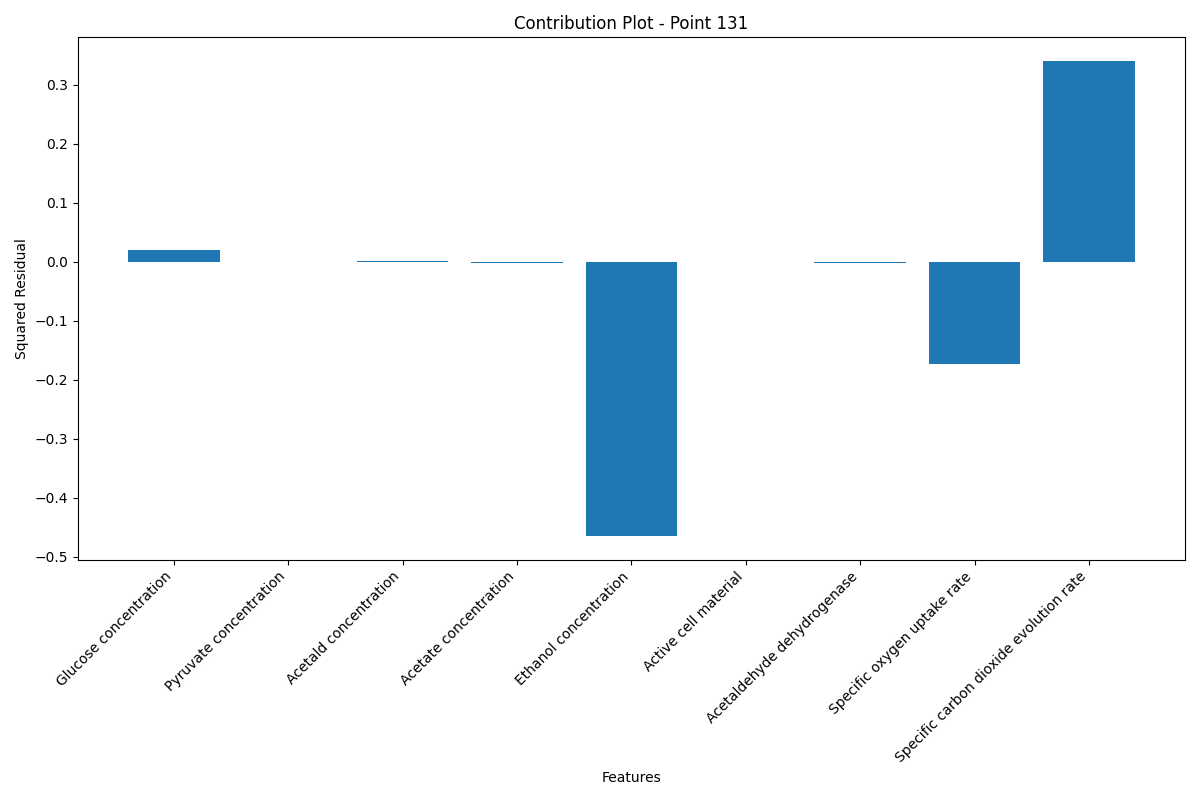 Contribution Plot - Point 131
Squared Residual
0.3
0.2
0.1
0.0
−0.1
−0.2
−0.3
−0.4
−0.5
Glucose concentration
Pyruvate concentration
Acetald concentration
Acetate concentration
Ethanol concentration
Active cell material
Acetaldehyde dehydrogenase
Specific oxygen uptake rate
Specific carbon dioxide evolution rate
Features